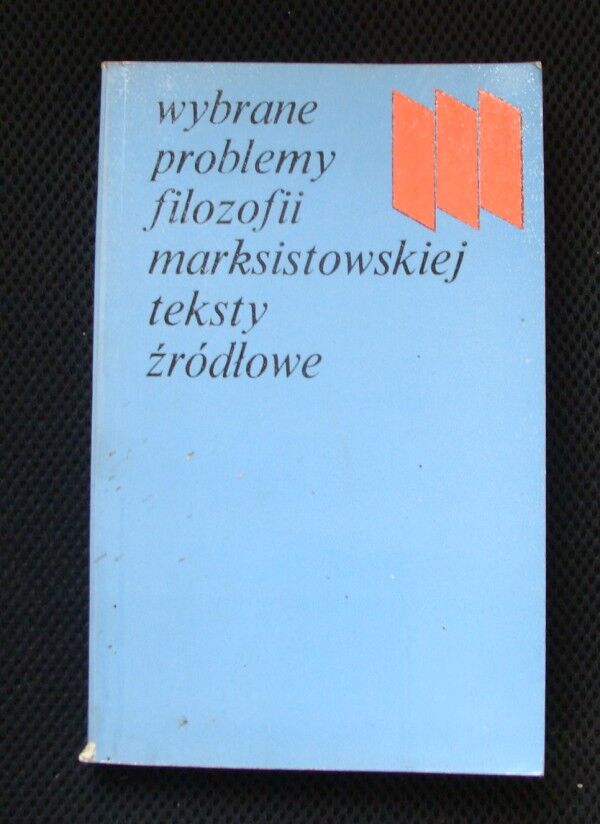 wybrane
problemy
filozofii
marksistowskiej
teksty
źródłowe